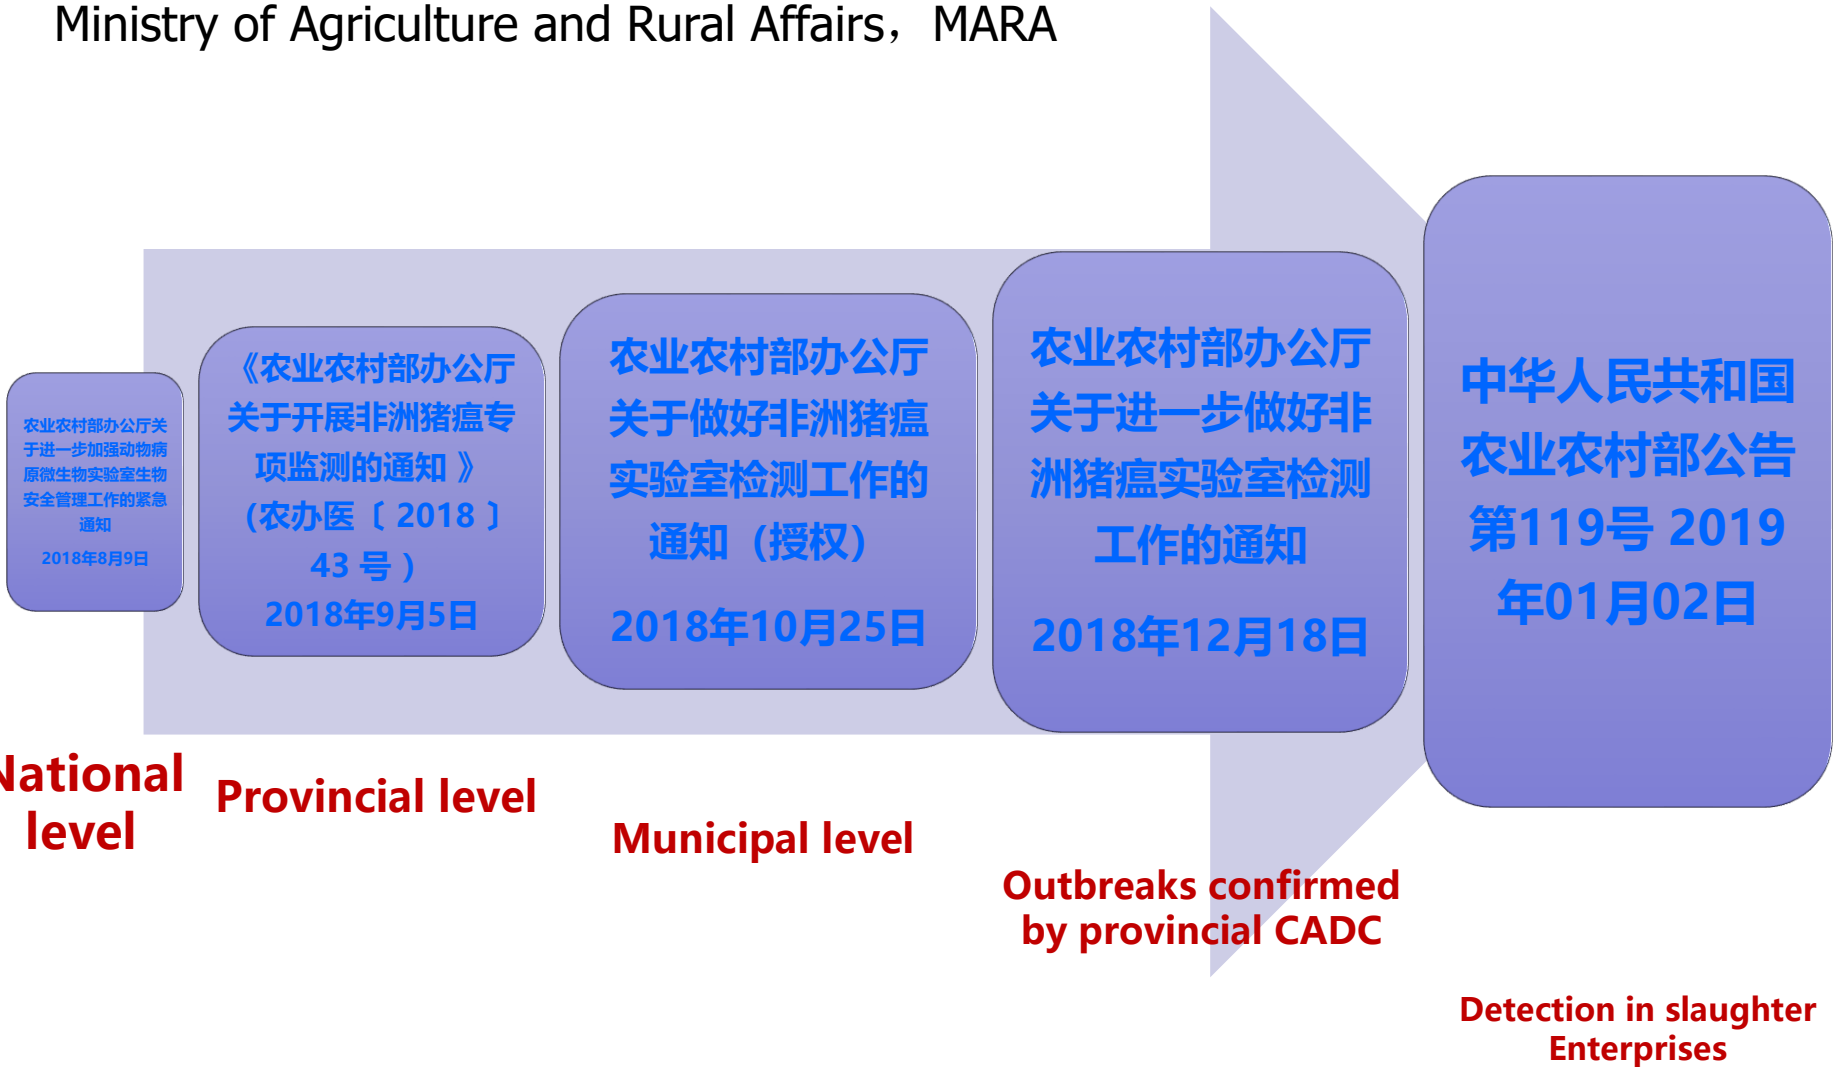 Ministry of Agriculture and Rural Affairs，MARA
农业农村部办公厅关
于进一步加强动物病
原微生物实验室生物
安全管理工作的紧急
通知
2018年8月9日
《农业农村部办公厅
关于开展非洲猪瘟专
项监测的通知 》
(农办医〔 2018 〕
43 号 )
2018年9月5日
农业农村部办公厅
关于做好非洲猪瘟
实验室检测工作的
通知（授权）
2018年10月25日
农业农村部办公厅
关于进一步做好非
洲猪瘟实验室检测
工作的通知
2018年12月18日
中华人民共和国
农业农村部公告
第119号 2019
年01月02日
National
level
Provincial level
Municipal level
Outbreaks confirmed
by provincial CADC
Detection in slaughter
Enterprises